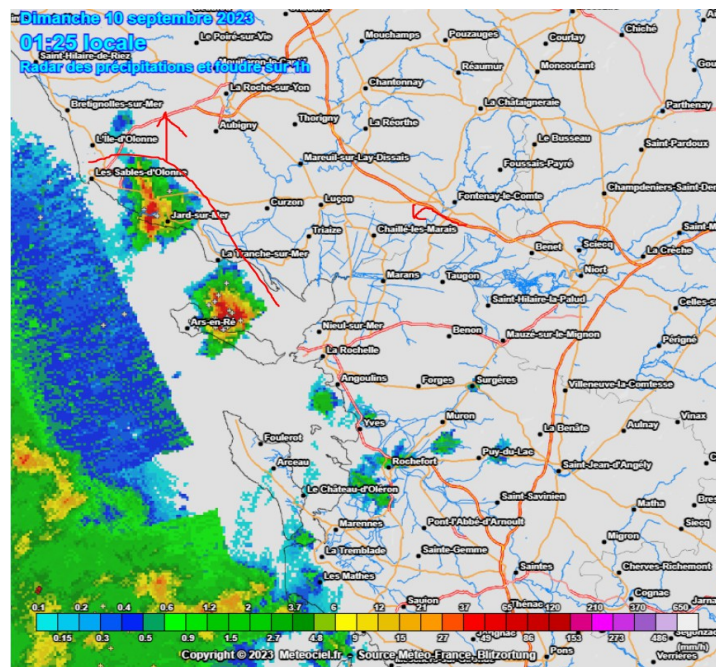 Dimanche 10 septembre 2023
01:25 locale
Radar des précipitations et foudre sur 1h
Saint-Hilaire-de-Riez
Le Poiré-sur-Vie
Mouchamps
Pouzauges
Courlay
Chiché
La Roche-sur-Yon
Chantonnay
Réaumur
Moncoutant
Bretignolles-sur-Mer
La Châtaigneraie
Parthenay
Aubigny
Thorigny
La Réorthe
Le Busseau
L'Île-d'Olonne
Saint-Pardoux
Mareuil-sur-Lay-Dissais
Foussais-Payré
Les Sables-d'Olonne
Champdeniers-Saint-Den
Curzon
Luçon
Fontenay-le-Comte
Jard-sur-Mer
Triaize
Chaillé-les-Marais
Saint-M
Sciecq
Benet
La Crèche
La Tranche-sur-Mer
Niort
Marans
Taugon
Saint-Hilaire-la-Palud
Celles-s
Ars-en-Ré
Nieul-sur-Mer
Benon
Mauzé-sur-le-Mignon
Périgné
La Rochelle
Angoulins
Forges
Surgères
Villeneuve-la-Comtesse
Yves
Muron
Vinax
La Benâte
Aulnay
Foulerot
Puy-du-Lac
Arceau
Rochefort
Saint-Jean-d'Angély
Le Château-d'Oléron
Saint-Savinien
Matha
Bres
Marennes
Pont-l'Abbé-d'Arnoult
Siecq
Migron
La Tremblade
Sainte-Gemme
Les Mathes
Saintes
Cherves-Richemont
Saujon
Thénac
Cognac
Jarna
0.1 0.2 0.4 0.6 1.2 2.1 3.7 6 12 21 37 65 120 210 370 650
0.15 0.3 0.5 0.9 1.5 2.7 4.8 9 15 27 49 86 153 273 486 (mm/h)
Copyright © 2023 Meteociel.fr - Source Meteo-France, Blitzortung
Pons
Verrières